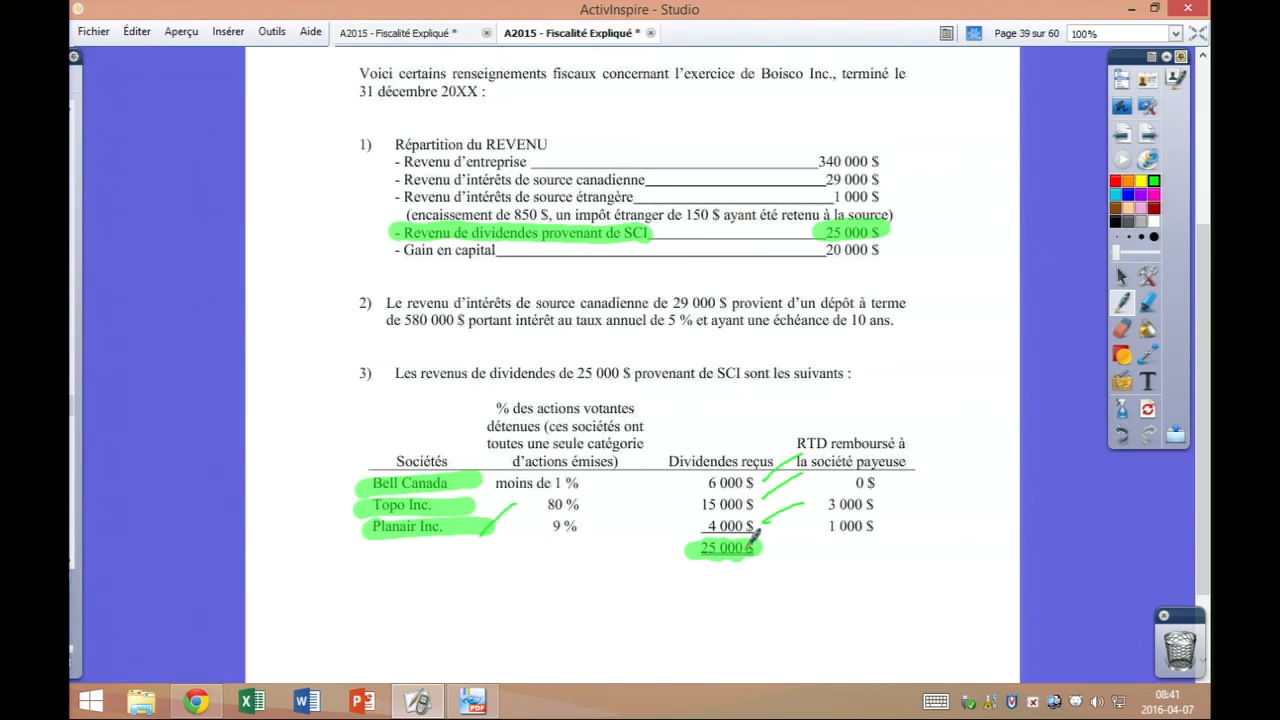 ActivInspire - Studio
Fichier Éditer Aperçu Insérer Outils Aide
A2015 - Fiscalité Expliqué * A2015 - Fiscalité Expliqué * Page 39 sur 60 100%
Voici certains renseignements fiscaux concernant l'exercice de Boisco Inc., terminé le
31 décembre 20XX :
1) Répartition du REVENU
- Revenu d'entreprise 340 000 $
- Revenu d'intérêts de source canadienne 29 000 $
- Revenu d'intérêts de source étrangère 1 000 $
(encaissement de 850 $, un impôt étranger de 150 $ ayant été retenu à la source)
- Revenu de dividendes provenant de SCI 25 000 $
- Gain en capital 20 000 $
2) Le revenu d'intérêts de source canadienne de 29 000 $ provient d'un dépôt à terme
de 580 000 $ portant intérêt au taux annuel de 5 % et ayant une échéance de 10 ans.
3) Les revenus de dividendes de 25 000 $ provenant de SCI sont les suivants :
% des actions votantes
détenues (ces sociétés ont
toutes une seule catégorie RTD remboursé à
Sociétés d'actions émises) Dividendes reçus la société payeuse
Bell Canada moins de 1 % 6 000 $ 0 $
Topo Inc. 80 % 15 000 $ 3 000 $
Planair Inc. 9 % 4 000 $ 1 000 $
25 000 $
08:41
2016-04-07